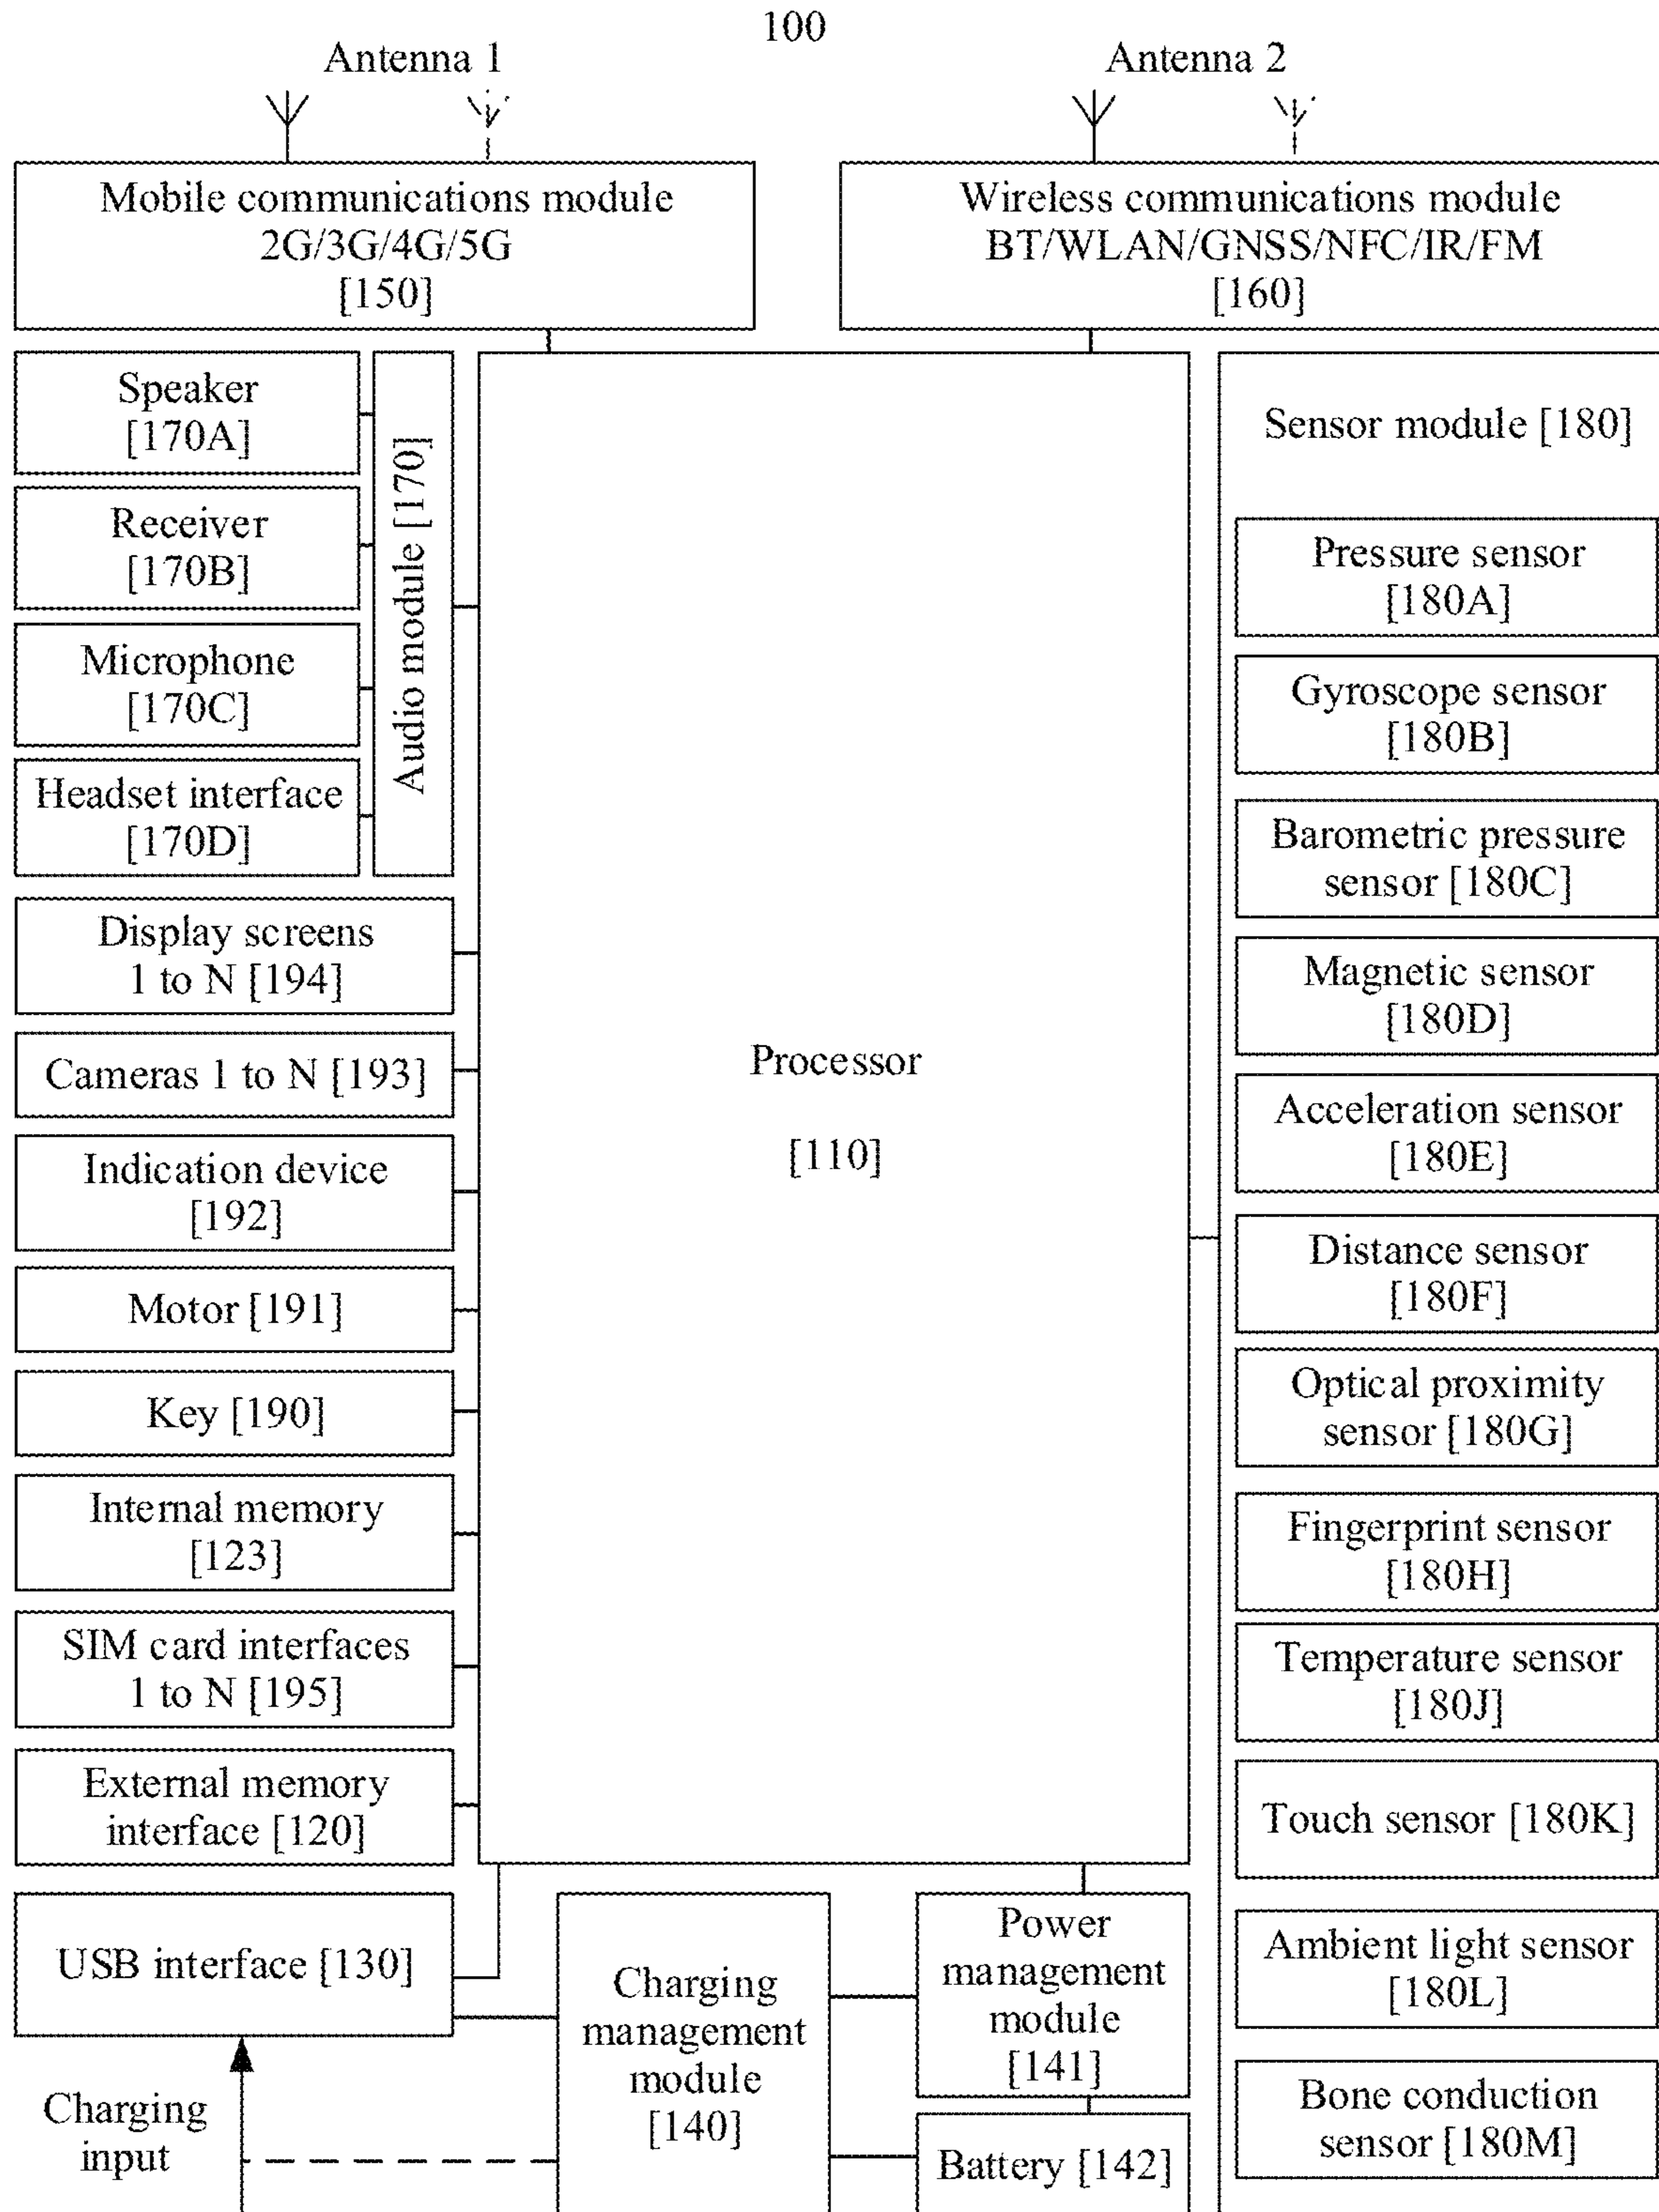 100
Antenna 1
Antenna 2
Mobile communications module
2G/3G/4G/5G
[150]
Wireless communications module
BT/WLAN/GNSS/NFC/IR/FM
[160]
Speaker
[170A]
Receiver
[170B]
Microphone
[170C]
Headset interface
[170D]
Audio module [170]
Display screens
1 to N [194]
Cameras 1 to N [193]
Indication device
[192]
Motor [191]
Key [190]
Internal memory
[123]
SIM card interfaces
1 to N [195]
External memory
interface [120]
USB interface [130]
Charging
input
Processor
[110]
Charging
management
module
[140]
Power
management
module
[141]
Battery [142]
Sensor module [180]
Pressure sensor
[180A]
Gyroscope sensor
[180B]
Barometric pressure
sensor [180C]
Magnetic sensor
[180D]
Acceleration sensor
[180E]
Distance sensor
[180F]
Optical proximity
sensor [180G]
Fingerprint sensor
[180H]
Temperature sensor
[180J]
Touch sensor [180K]
Ambient light sensor
[180L]
Bone conduction
sensor [180M]